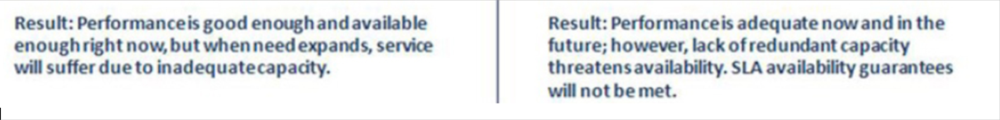 Result: Performance is good enough and available
enough right now, but when need expands, service
will suffer due to inadequate capacity.
Result: Performance is adequate now and in the
future; however, lack of redundant capacity
threatens availability. SLA availability guarantees
will not be met.